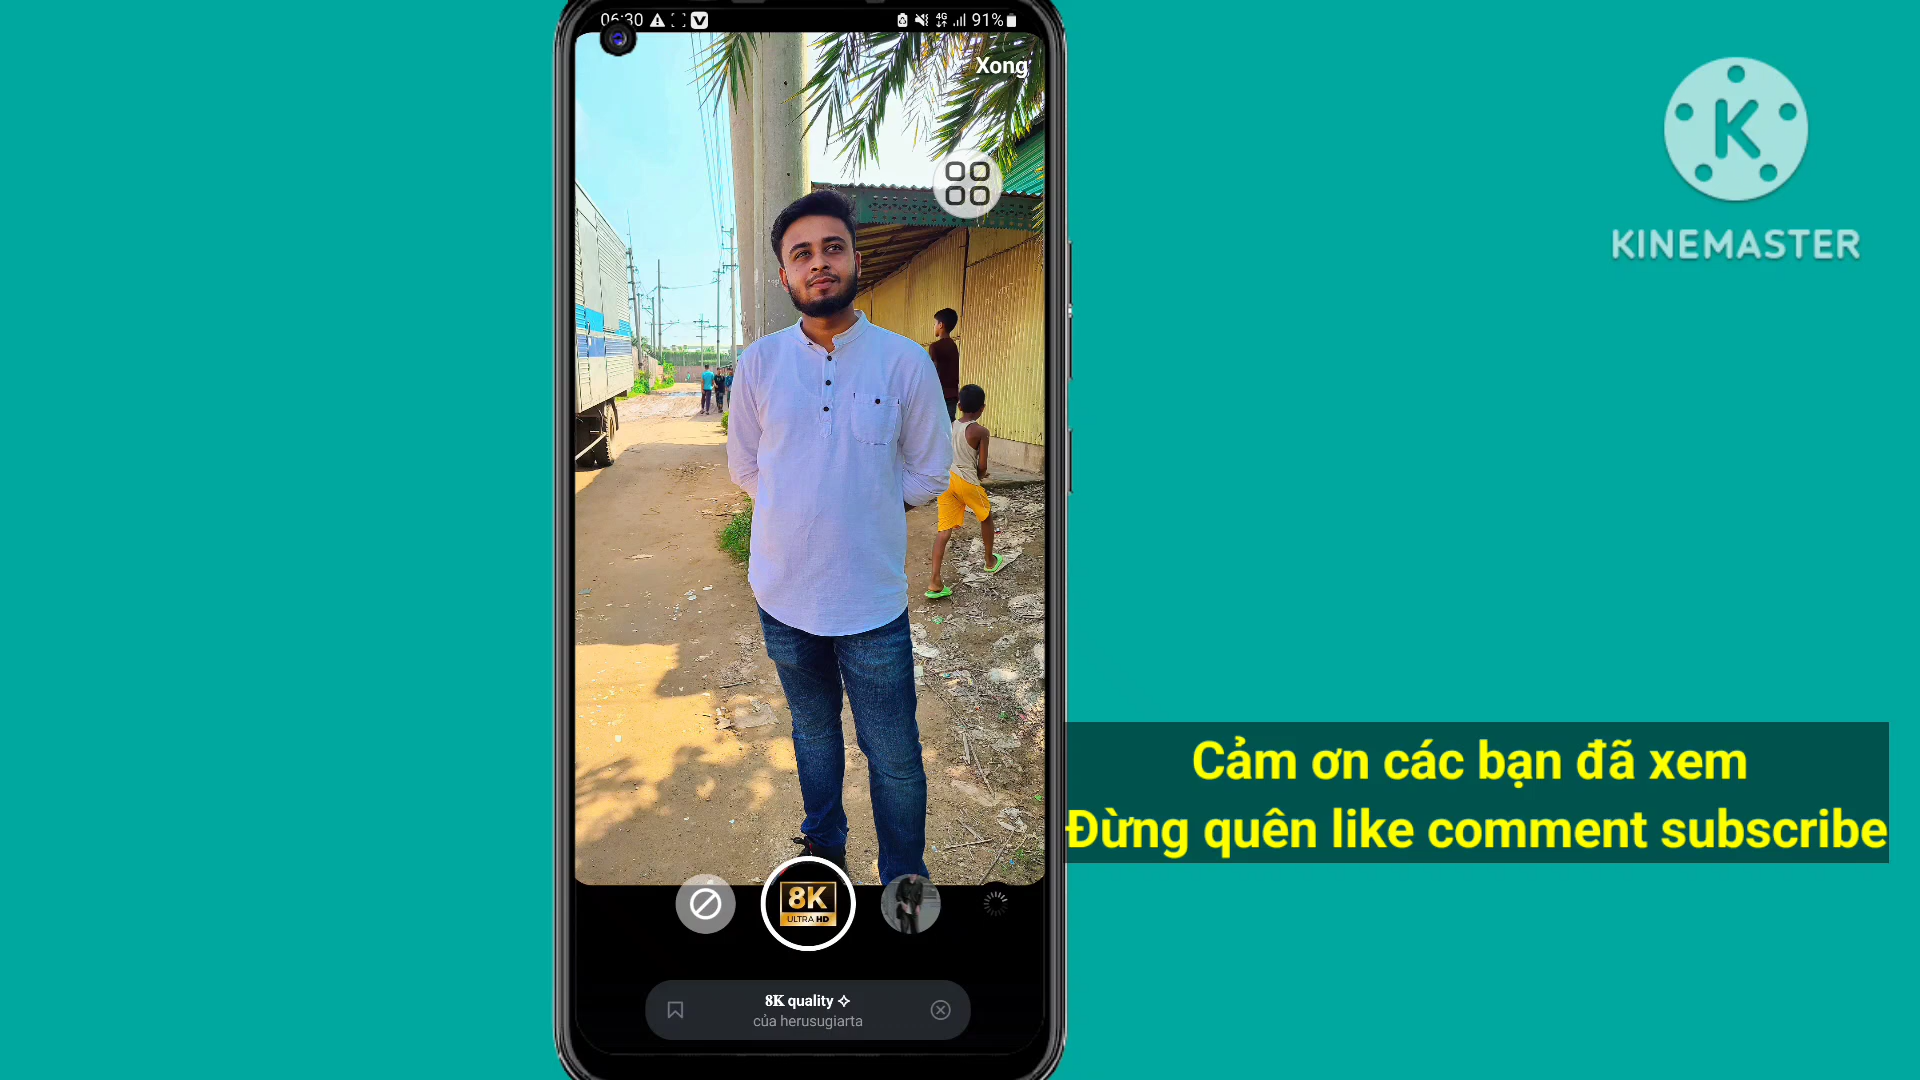 06:30
4G 91%
Xong
K
KINEMASTER
Cảm ơn các bạn đã xem
Đừng quên like comment subscribe
8K
ULTRA HD
8K quality
của herusugiarta